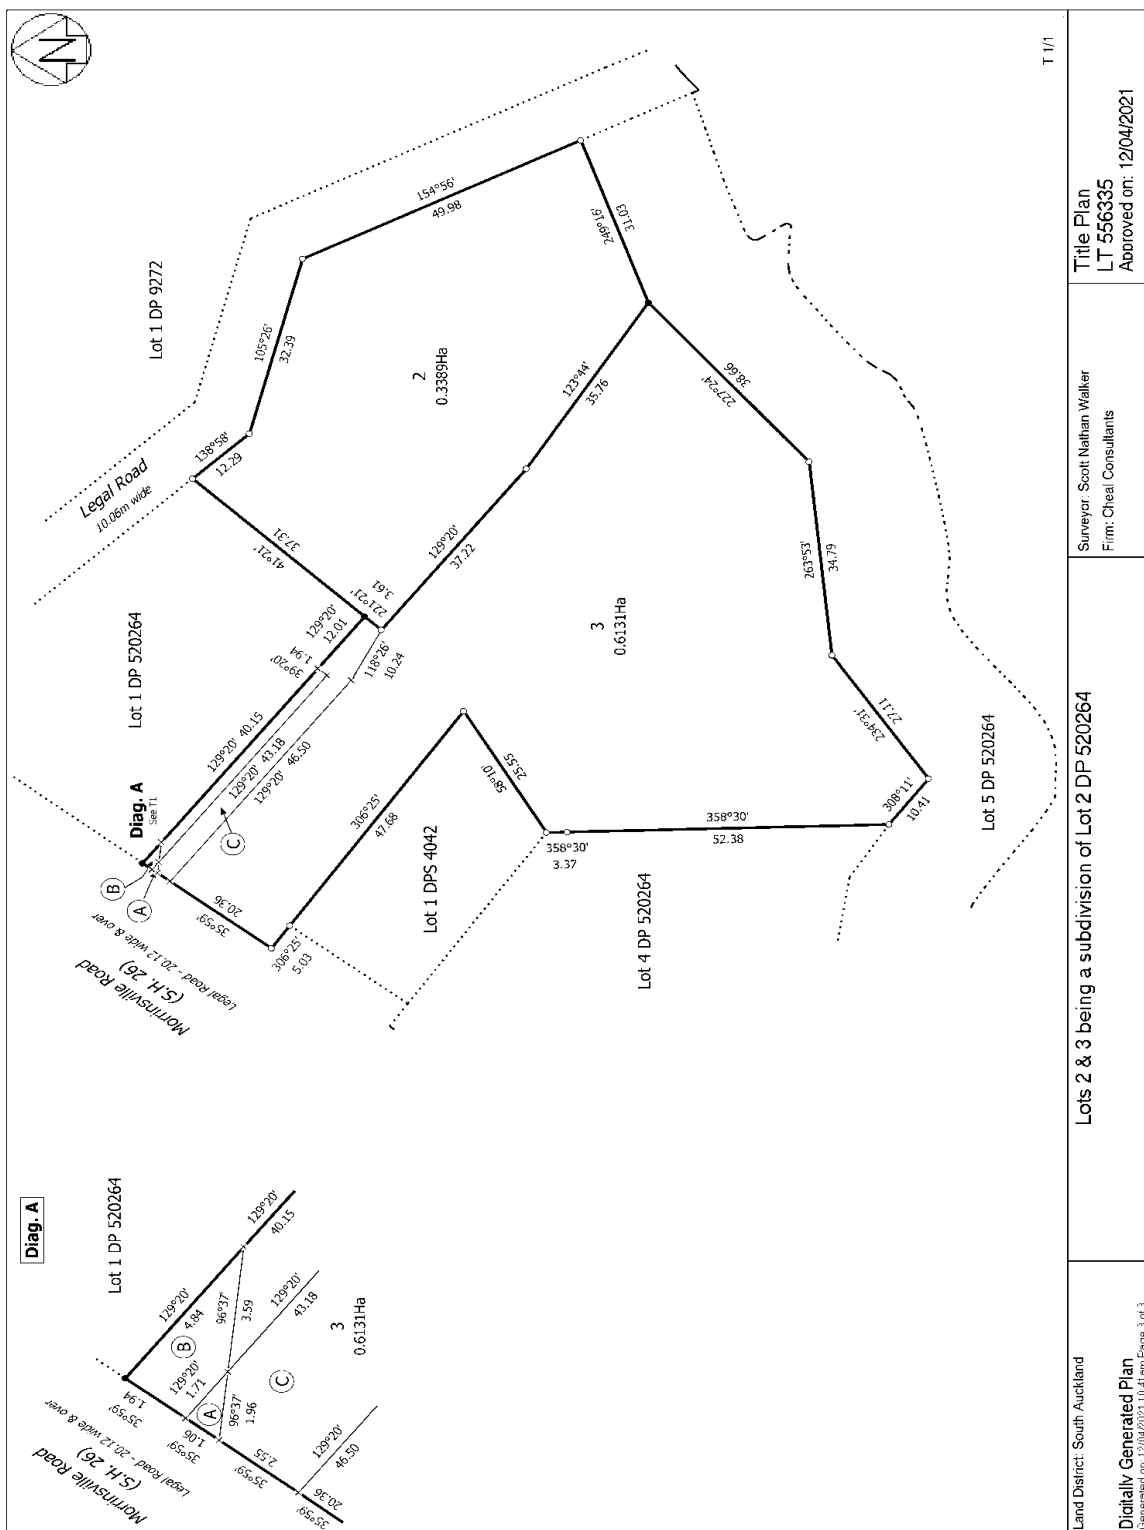 N
T 1/1
Lot 1 DP 9272
Legal Road
10.06m wide
154°56'
49.98
105°26'
32.39
138°58'
12.29
249°16'
31.03
2
0.3389Ha
123°44'
35.76
227°24'
38.66
41°21'
37.31
221°21'
3.61
129°20'
37.22
Lot 1 DP 520264
129°20'
12.01
39°20'
1.94
118°26'
10.24
129°20' 40.15
129°20' 43.18
129°20' 46.50
Diag. A
See T1
B
A
C
3
0.6131Ha
263°53'
34.79
234°31'
27.11
308°11'
10.41
Lot 5 DP 520264
58°10'
25.55
306°25'
47.68
Lot 1 DPS 4042
358°30'
3.37
358°30'
52.38
Lot 4 DP 520264
35°59'
20.36
306°25'
5.03
Morrinsville Road
(S.H. 26)
Legal Road - 20.12 wide & over
Diag. A
Lot 1 DP 520264
129°20'
40.15
129°20'
4.84
96°37'
3.59
B
129°20'
1.71
129°20'
43.18
3
0.6131Ha
C
A
96°37'
1.96
129°20'
46.50
35°59'
1.94
35°59'
1.06
35°59'
2.55
35°59'
20.36
Morrinsville Road
(S.H. 26)
Legal Road - 20.12 wide & over
Land District: South Auckland
Digitally Generated Plan
Generated on: 12/04/2021 10:41am Page 3 of 3
Lots 2 & 3 being a subdivision of Lot 2 DP 520264
Surveyor: Scott Nathan Walker
Firm: Cheal Consultants
Title Plan
LT 556335
Approved on: 12/04/2021